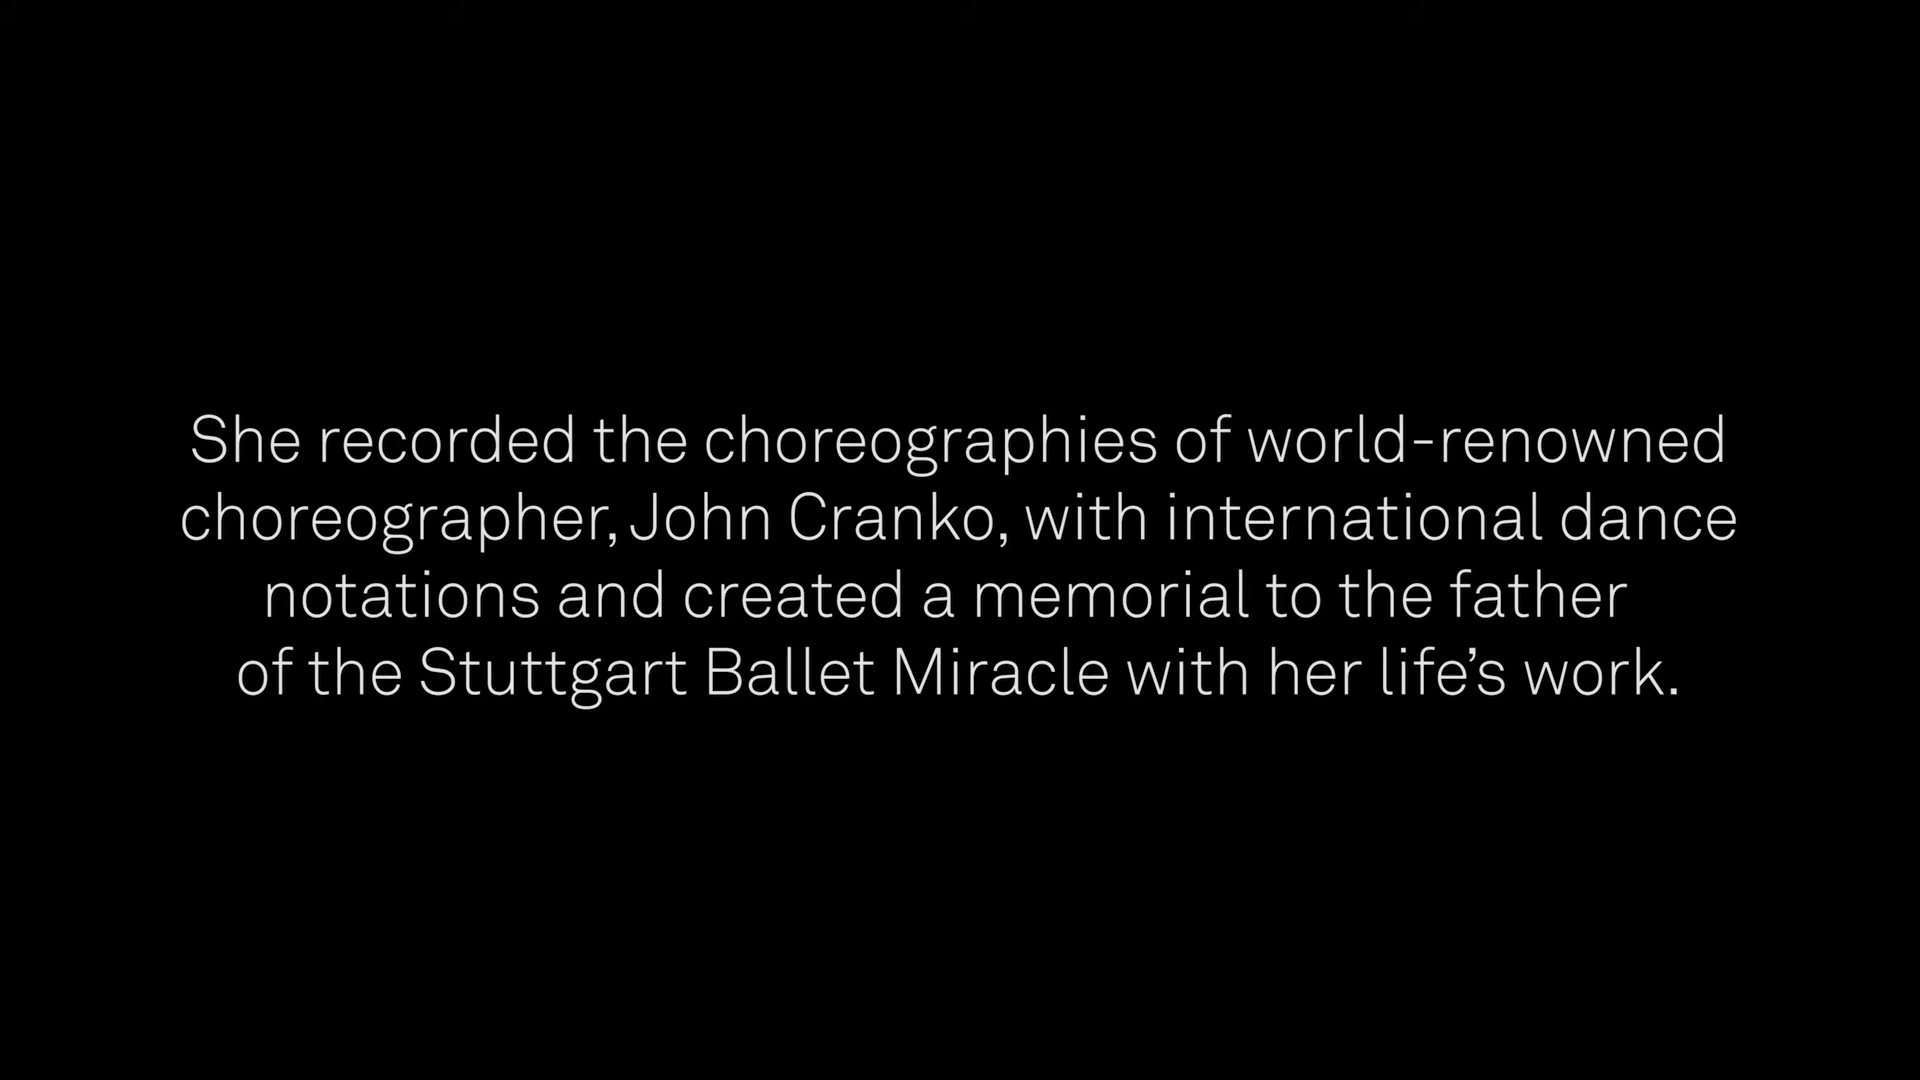 She recorded the choreographies of world-renowned
choreographer, John Cranko, with international dance
notations and created a memorial to the father
of the Stuttgart Ballet Miracle with her life’s work.